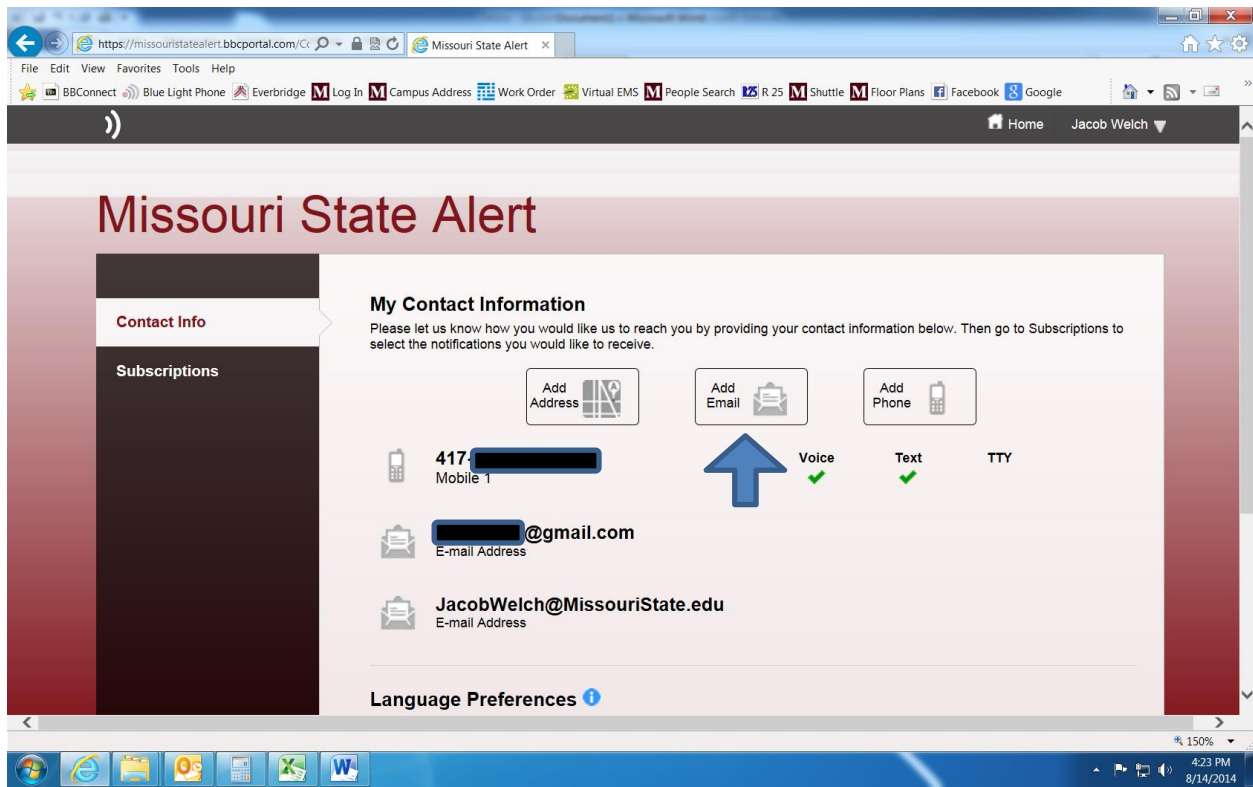 https://missouristatealert.bbcportal.com/Cc
Missouri State Alert
File Edit View Favorites Tools Help
BBConnect Blue Light Phone Everbridge Log In Campus Address Work Order Virtual EMS People Search R 25 Shuttle Floor Plans Facebook Google
Home Jacob Welch
Missouri State Alert
Contact Info
Subscriptions
My Contact Information
Please let us know how you would like us to reach you by providing your contact information below. Then go to Subscriptions to
select the notifications you would like to receive.
Add
Address
Add
Email
Add
Phone
417-
Mobile 1
Voice Text TTY
@gmail.com
E-mail Address
JacobWelch@MissouriState.edu
E-mail Address
Language Preferences
150%
4:23 PM
8/14/2014